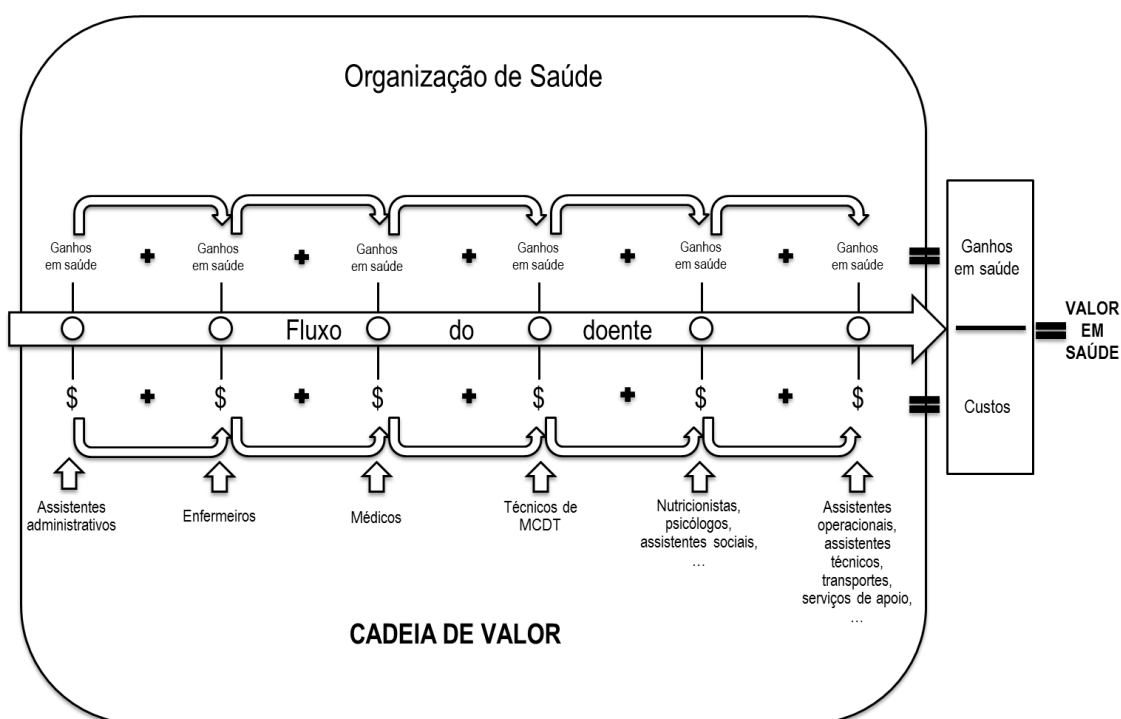 Organização de Saúde
Ganhos
em saúde
+
Ganhos
em saúde
+
Ganhos
em saúde
+
Ganhos
em saúde
+
Ganhos
em saúde
+
Ganhos
em saúde
=
Ganhos
em saúde
Fluxo do doente
=
VALOR
EM
SAÚDE
$ + $ + $ + $ + $ + $ =
Custos
Assistentes
administrativos
Enfermeiros
Médicos
Técnicos de
MCDT
Nutricionistas,
psicólogos,
assistentes sociais,
...
Assistentes
operacionais,
assistentes
técnicos,
transportes,
serviços de apoio,
...
CADEIA DE VALOR